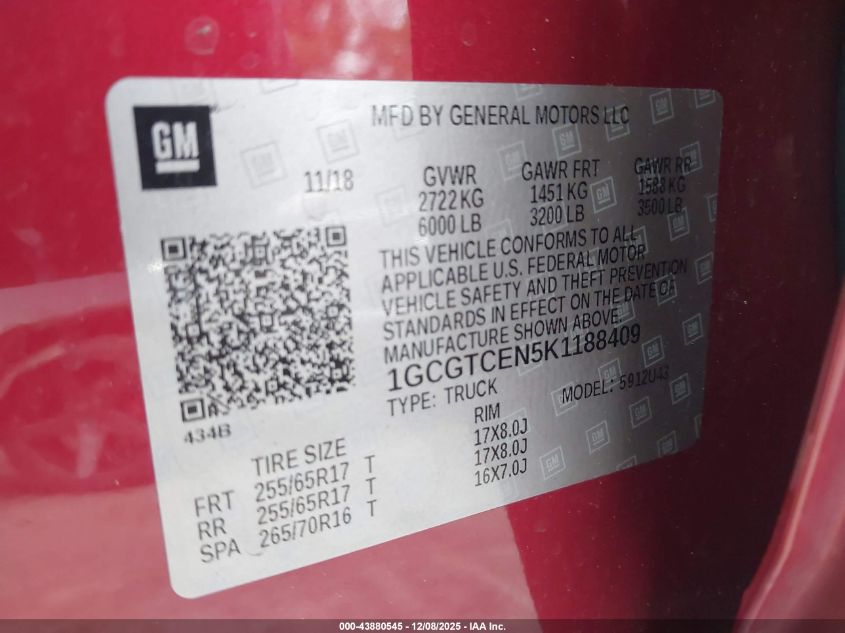 GM
MFD BY GENERAL MOTORS LLC
11/18
GVWR GAWR FRT GAWR RR
2722 KG 1451 KG 1588 KG
6000 LB 3200 LB 3500 LB
THIS VEHICLE CONFORMS TO ALL
APPLICABLE U.S. FEDERAL MOTOR
VEHICLE SAFETY AND THEFT PREVENTION
STANDARDS IN EFFECT ON THE DATE OF
MANUFACTURE SHOWN ABOVE.
1GCGTCEN5K1188409
TYPE: TRUCK MODEL: 5912U43
434B
TIRE SIZE RIM
FRT 255/65R17 T 17X8.0J
RR 255/65R17 T 17X8.0J
SPA 265/70R16 T 16X7.0J
000-43880545 - 12/08/2025 - IAA Inc.